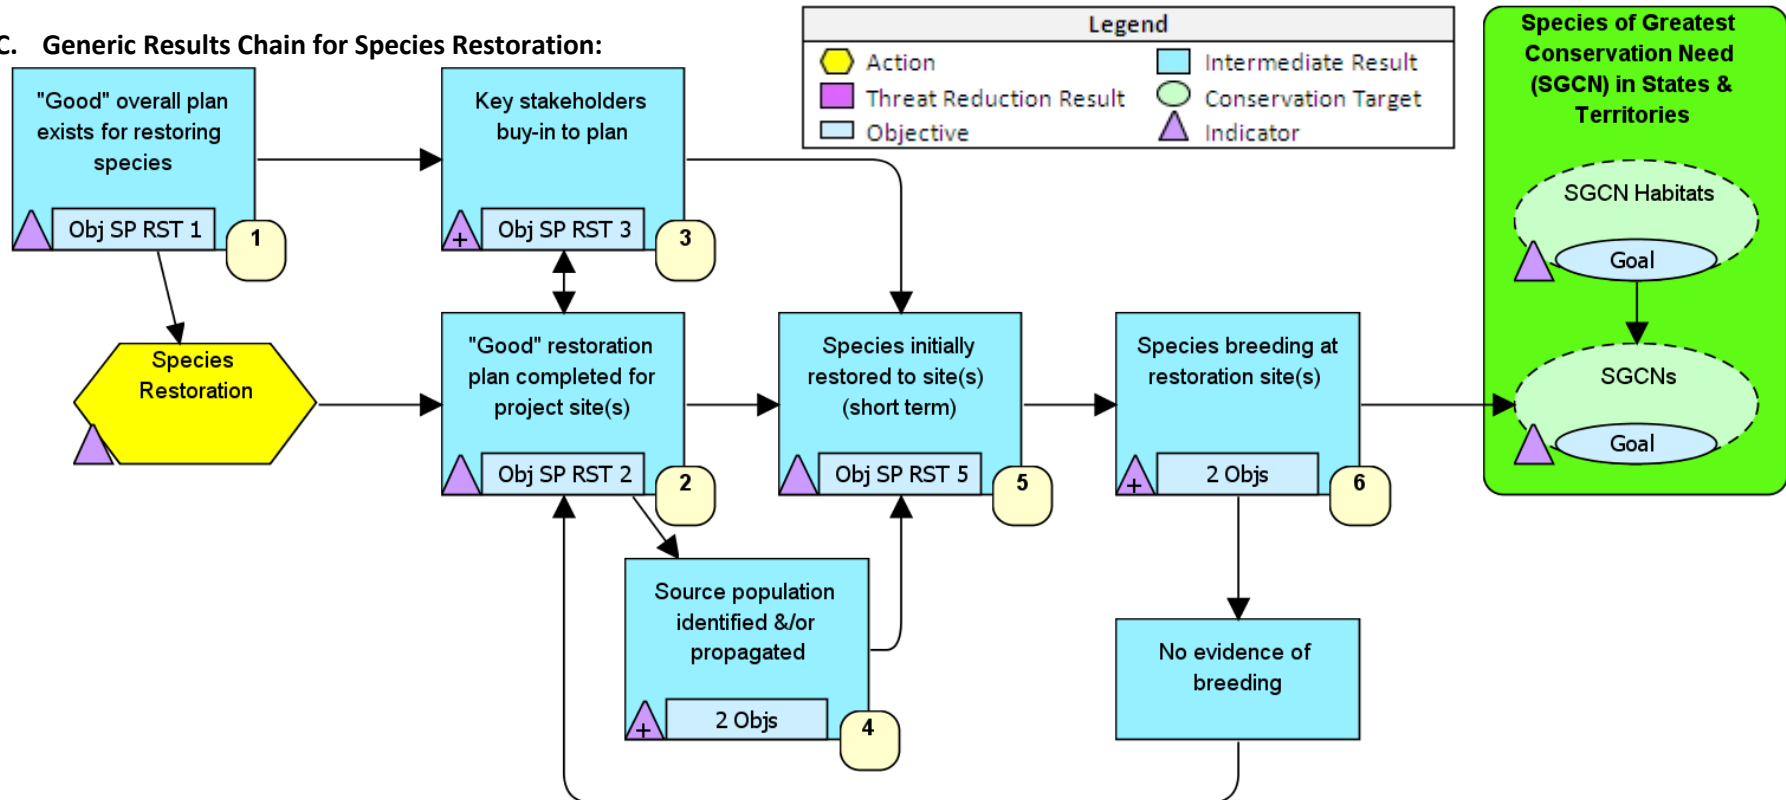 C. Generic Results Chain for Species Restoration:
Legend
Action
Intermediate Result
Threat Reduction Result
Conservation Target
Objective
Indicator
Species of Greatest
Conservation Need
(SGCN) in States &
Territories
"Good" overall plan
exists for restoring
species
Obj SP RST 1
1
Key stakeholders
buy-in to plan
+
Obj SP RST 3
3
SGCN Habitats
Goal
Species
Restoration
"Good" restoration
plan completed for
project site(s)
Obj SP RST 2
2
Species initially
restored to site(s)
(short term)
Obj SP RST 5
5
Species breeding at
restoration site(s)
+
2 Objs
6
SGCNs
Goal
Source population
identified &/or
propagated
+
2 Objs
4
No evidence of
breeding